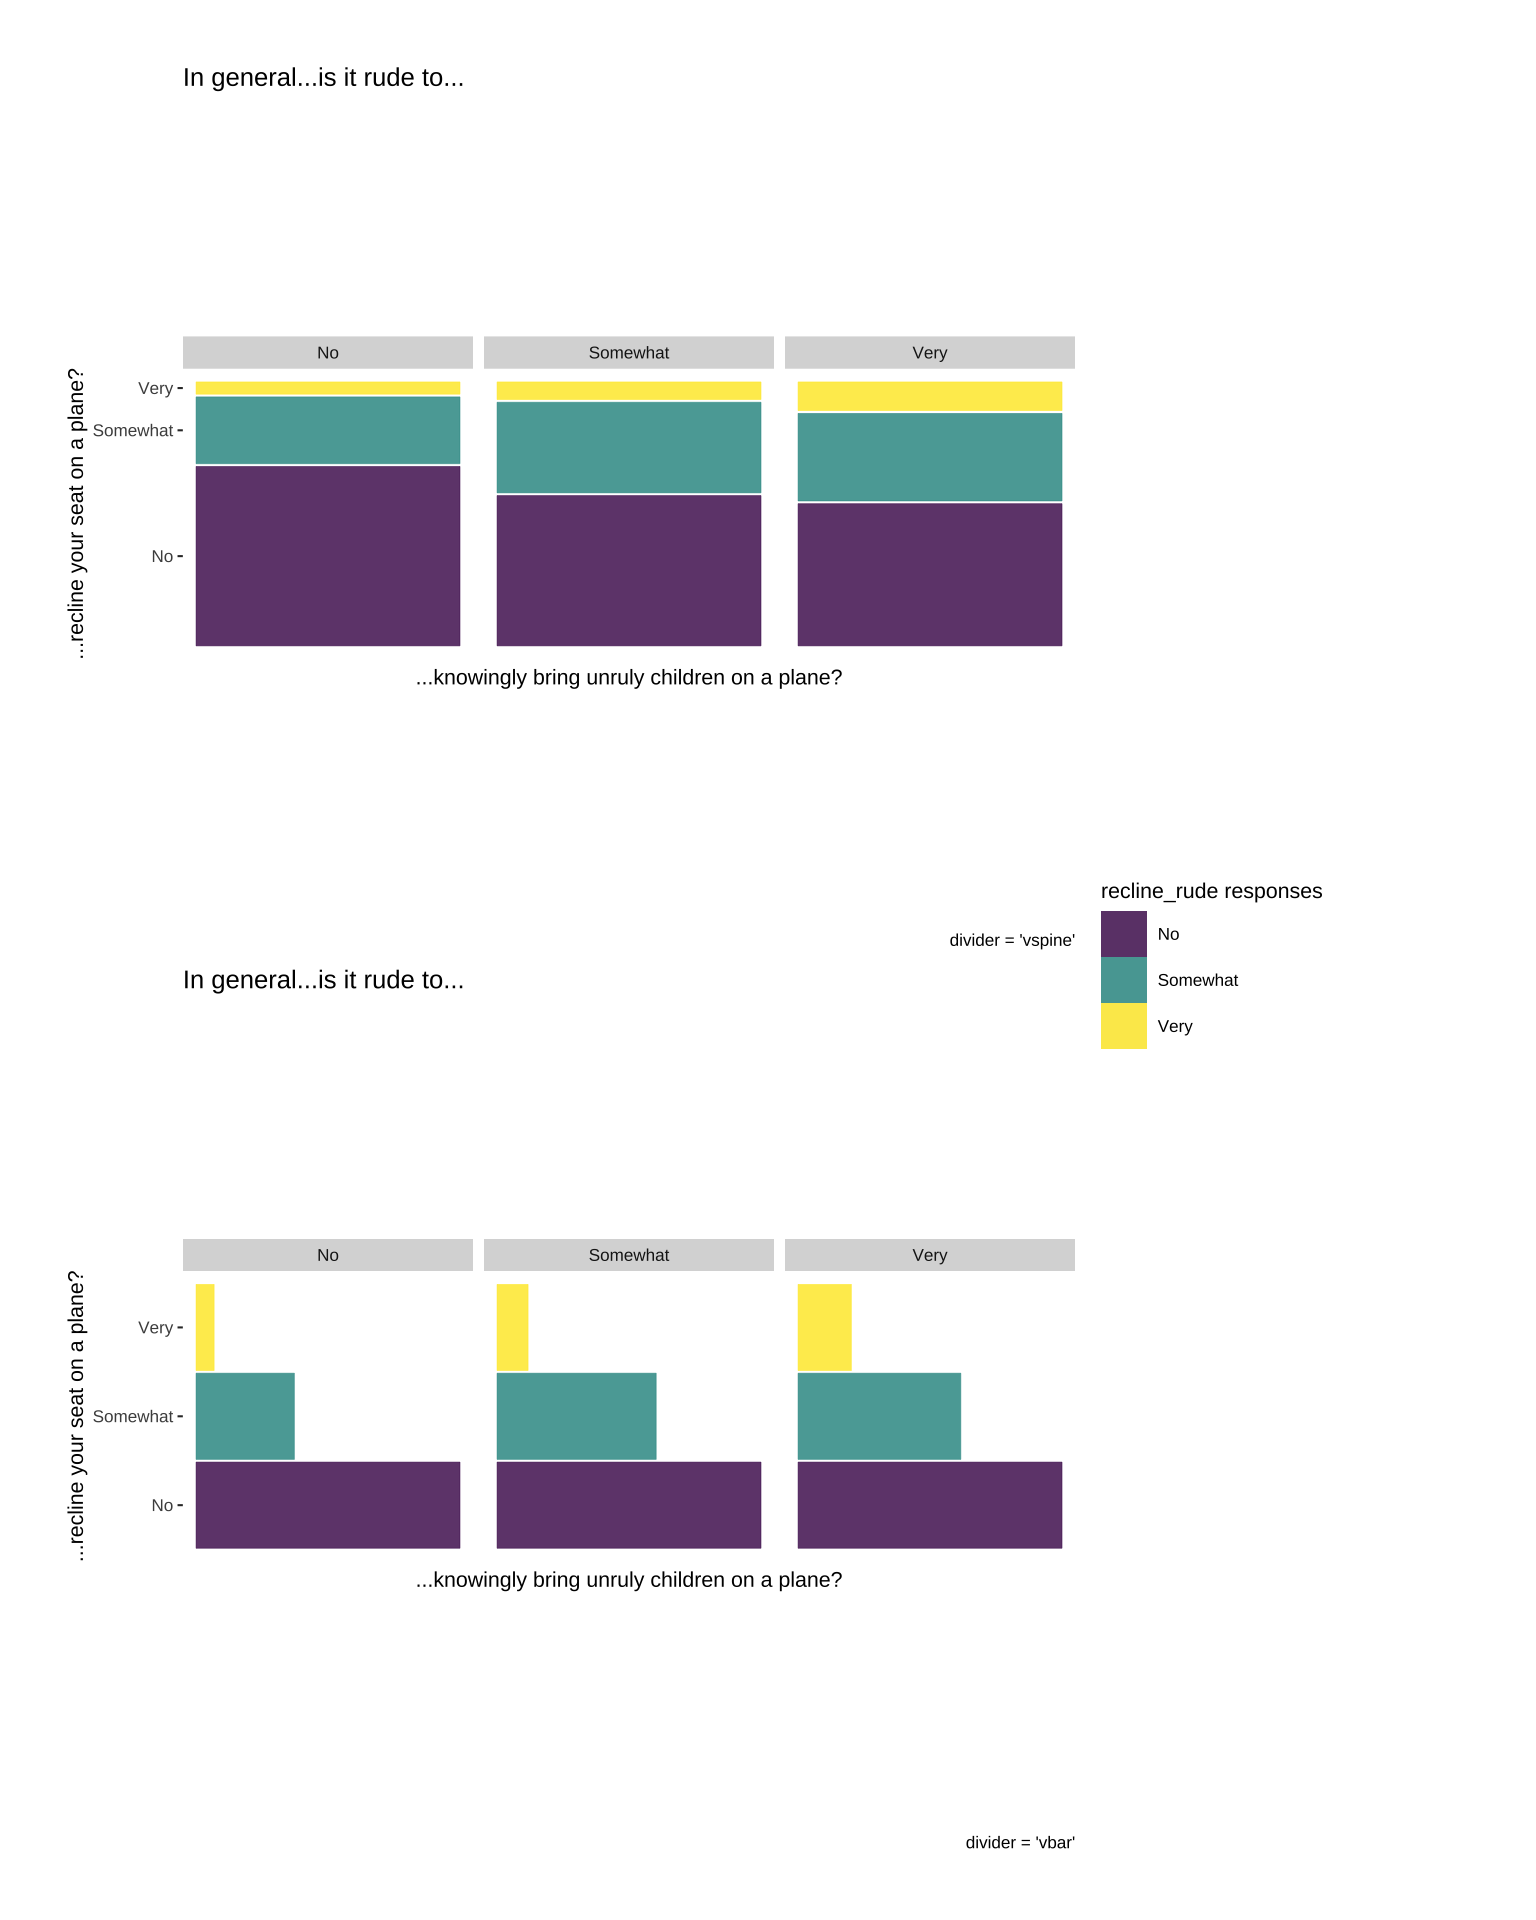 In general...is it rude to...
No
Somewhat
Very
...recline your seat on a plane?
Very
Somewhat
No
...knowingly bring unruly children on a plane?
divider = 'vspine'
recline_rude responses
No
Somewhat
Very
In general...is it rude to...
No
Somewhat
Very
...recline your seat on a plane?
Very
Somewhat
No
...knowingly bring unruly children on a plane?
divider = 'vbar'